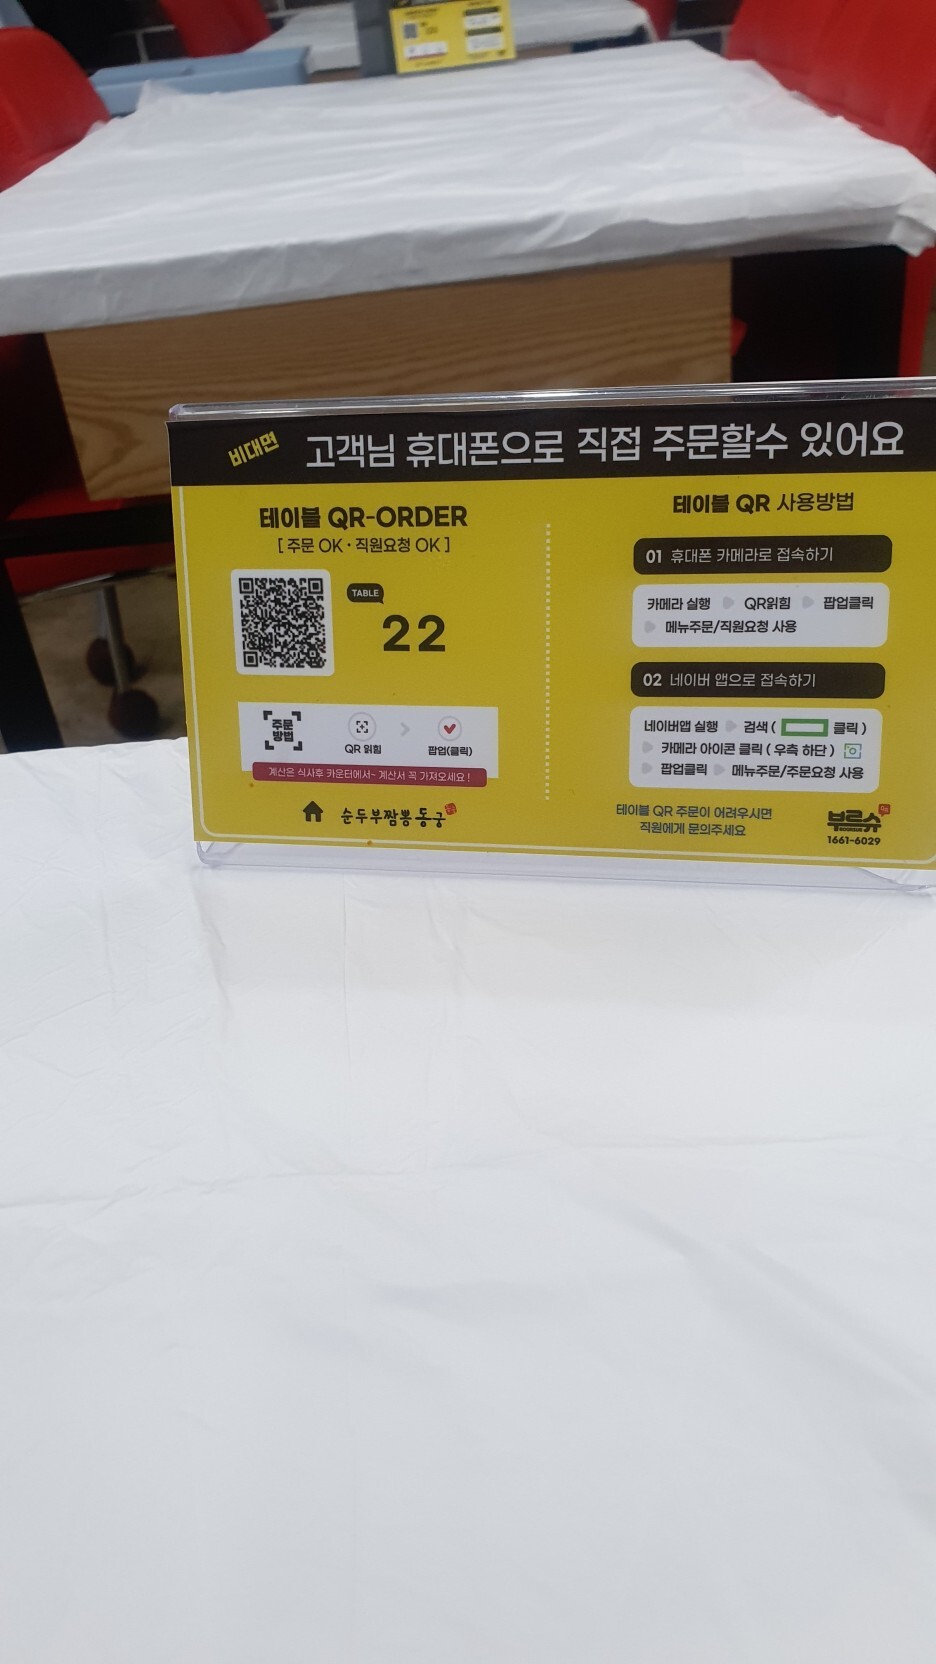 비대면 고객님 휴대폰으로 직접 주문할수 있어요
테이블 QR-ORDER
[ 주문 OK · 직원요청 OK ]
TABLE
22
주문
방법
QR 읽힘
팝업(클릭)
계산은 식사후 카운터에서~ 계산서 꼭 가져오세요 !
순두부짬뽕동궁
테이블 QR 사용방법
01 휴대폰 카메라로 접속하기
카메라 실행 QR읽힘 팝업클릭
메뉴주문/직원요청 사용
02 네이버 앱으로 접속하기
네이버앱 실행 검색 ( 클릭 )
카메라 아이콘 클릭 ( 우측 하단 )
팝업클릭 메뉴주문/주문요청 사용
테이블 QR 주문이 어려우시면
직원에게 문의주세요
부르슈
1661-6029